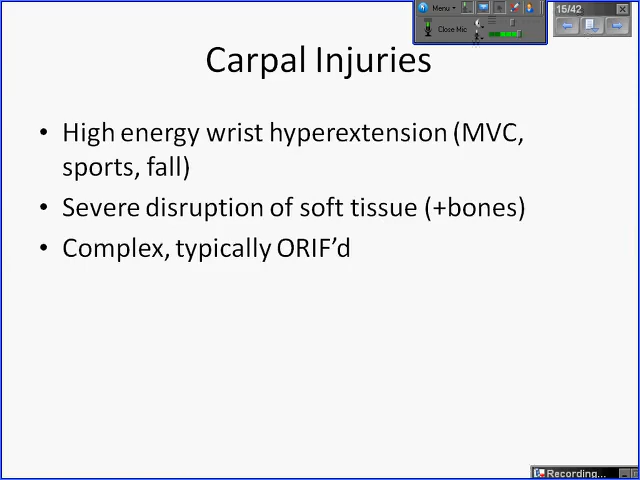 Menu
15/42
Close Mic
Carpal Injuries
• High energy wrist hyperextension (MVC,
sports, fall)
• Severe disruption of soft tissue (+bones)
• Complex, typically ORIF'd
Recording...